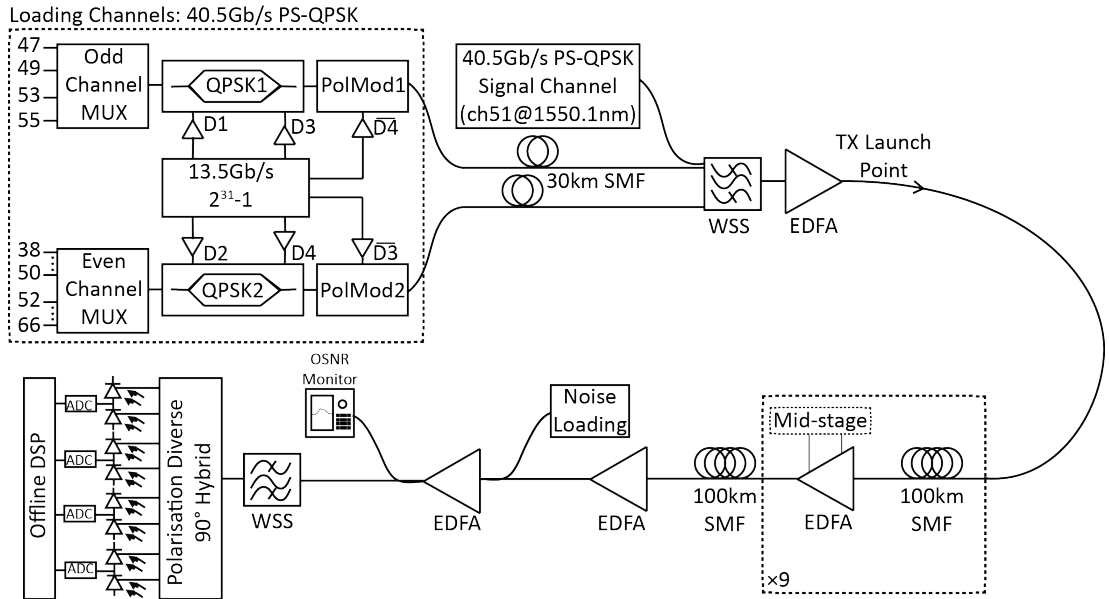 Loading Channels: 40.5Gb/s PS-QPSK
47
49
53
55
Odd
Channel
MUX
QPSK1
PolMod1
D1
D3
D4̅
13.5Gb/s
2³¹-1
D2
D4
D3̅
38
50
52
66
Even
Channel
MUX
QPSK2
PolMod2
40.5Gb/s PS-QPSK
Signal Channel
(ch51@1550.1nm)
30km SMF
WSS
EDFA
TX Launch
Point
Offline DSP
ADC
ADC
ADC
ADC
Polarisation Diverse
90° Hybrid
WSS
OSNR
Monitor
EDFA
Noise
Loading
EDFA
100km
SMF
Mid-stage
EDFA
100km
SMF
×9